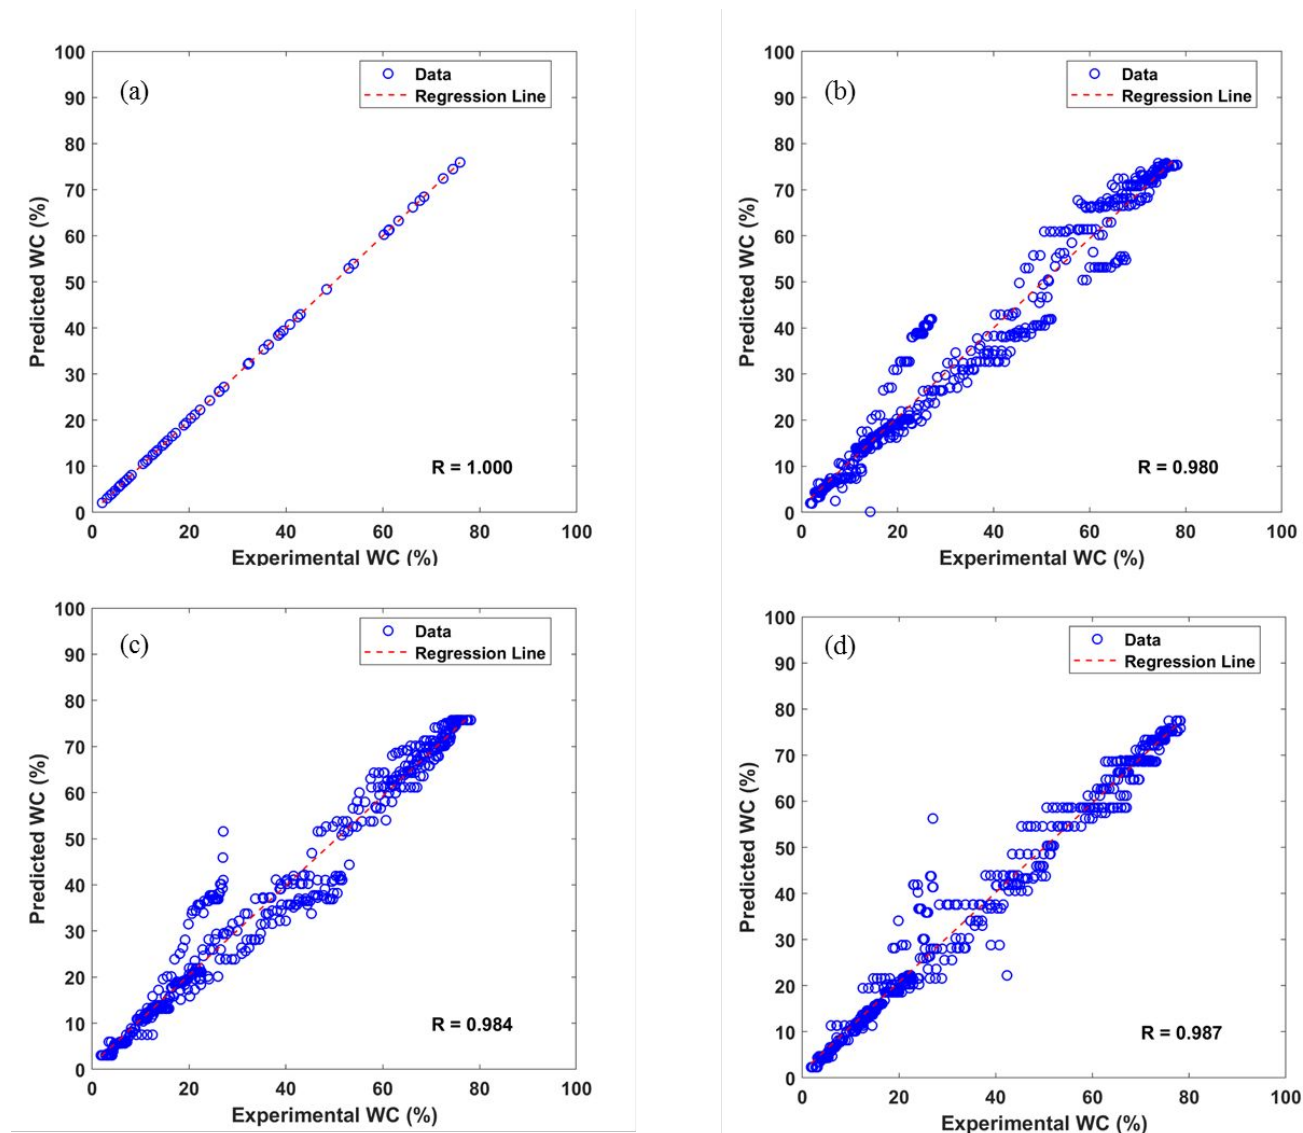 100
90
80
70
60
50
40
30
20
10
0
0 20 40 60 80 100
Predicted WC (%)
Experimental WC (%)
(a)
Data
Regression Line
R = 1.000
100
90
80
70
60
50
40
30
20
10
0
0 20 40 60 80 100
Predicted WC (%)
Experimental WC (%)
(b)
Data
Regression Line
R = 0.980
100
90
80
70
60
50
40
30
20
10
0
0 20 40 60 80 100
Predicted WC (%)
Experimental WC (%)
(c)
Data
Regression Line
R = 0.984
100
90
80
70
60
50
40
30
20
10
0
0 20 40 60 80 100
Predicted WC (%)
Experimental WC (%)
(d)
Data
Regression Line
R = 0.987